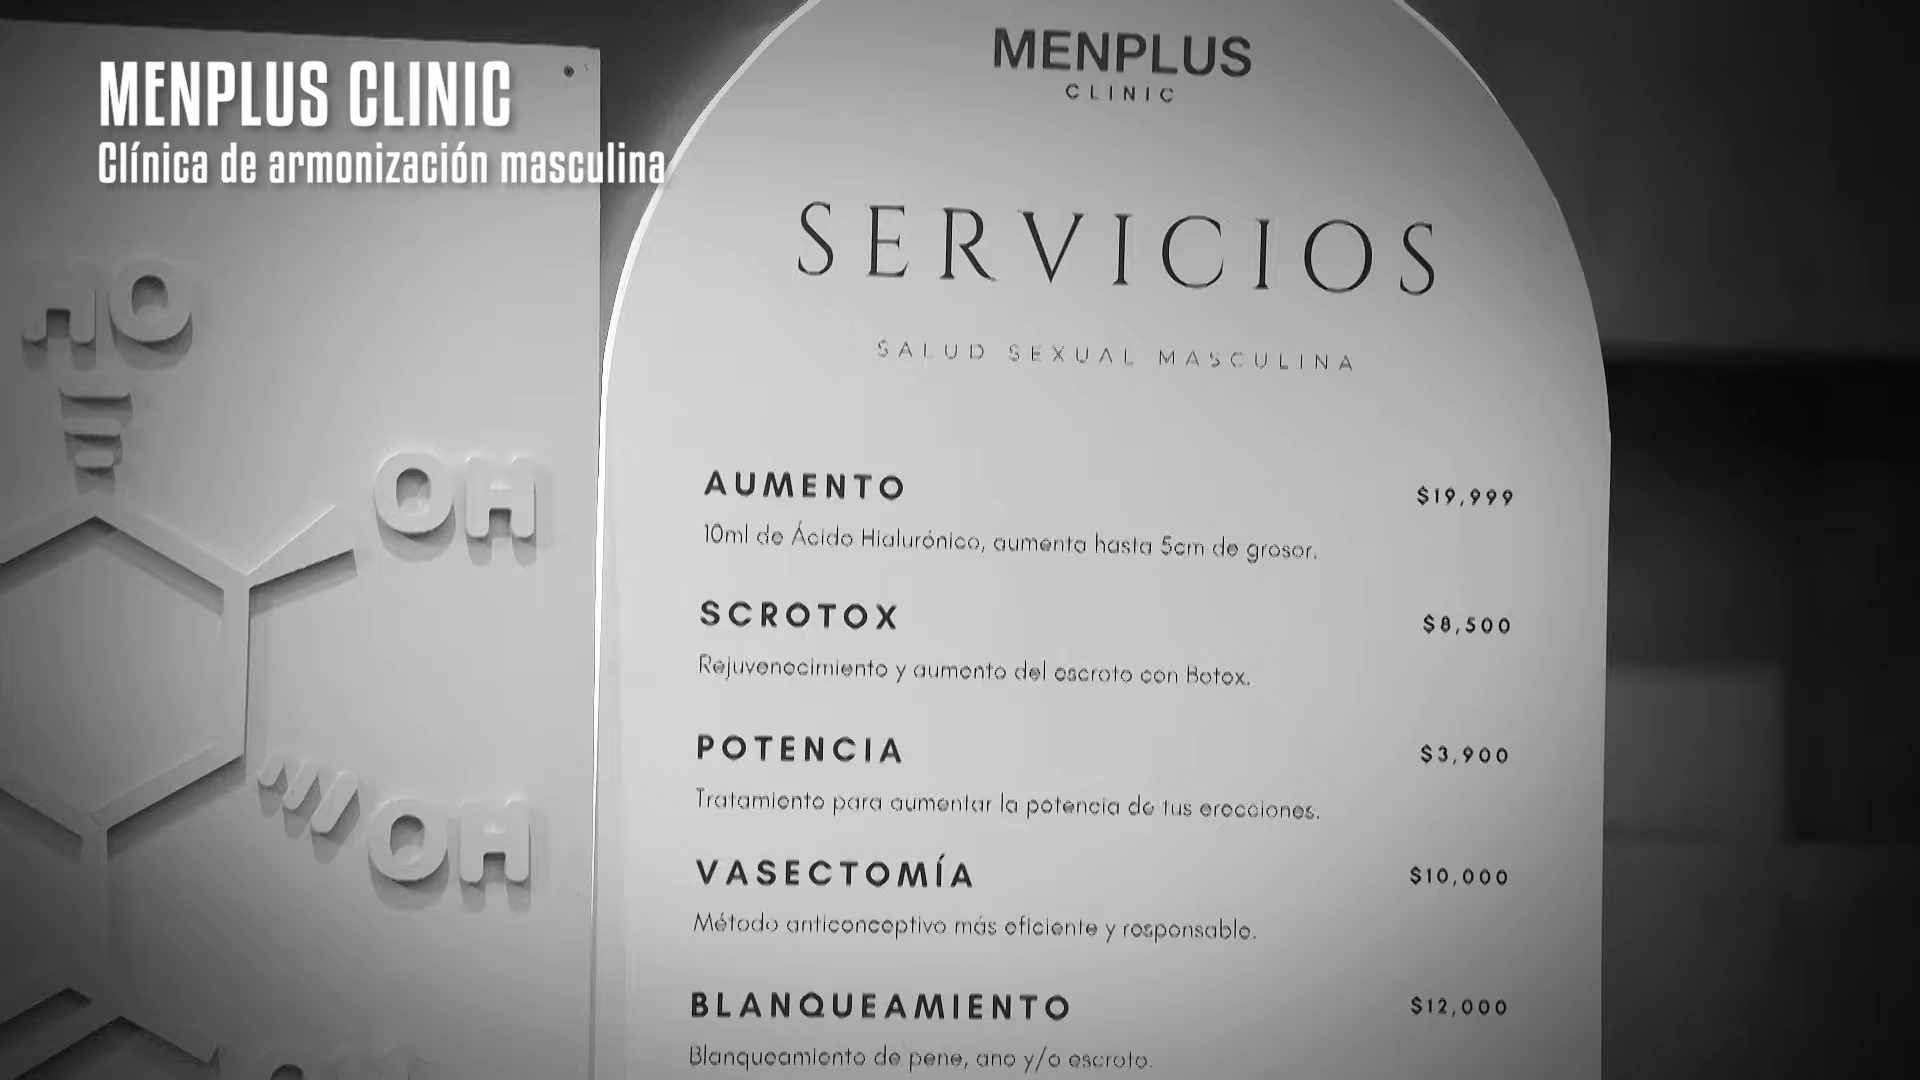 MENPLUS CLINIC
Clínica de armonización masculina
MENPLUS
CLINIC
SERVICIOS
SALUD SEXUAL MASCULINA
AUMENTO $19,999
10ml de Ácido Hialurónico, aumenta hasta 5cm de grosor.
SCROTOX $8,500
Rejuvenecimiento y aumento del escroto con Botox.
POTENCIA $3,900
Tratamiento para aumentar la potencia de tus erecciones.
VASECTOMÍA $10,000
Método anticonceptivo más eficiente y responsable.
BLANQUEAMIENTO $12,000
Blanqueamiento de pene, ano y/o escroto.
HO
OH
OH